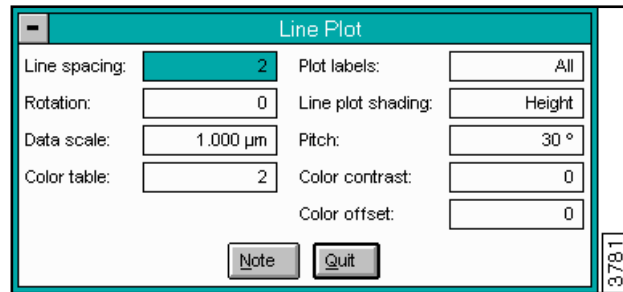 Line Plot
Line spacing: 2 Plot labels: All
Rotation: 0 Line plot shading: Height
Data scale: 1.000 µm Pitch: 30 °
Color table: 2 Color contrast: 0
Color offset: 0
Note Quit
3781